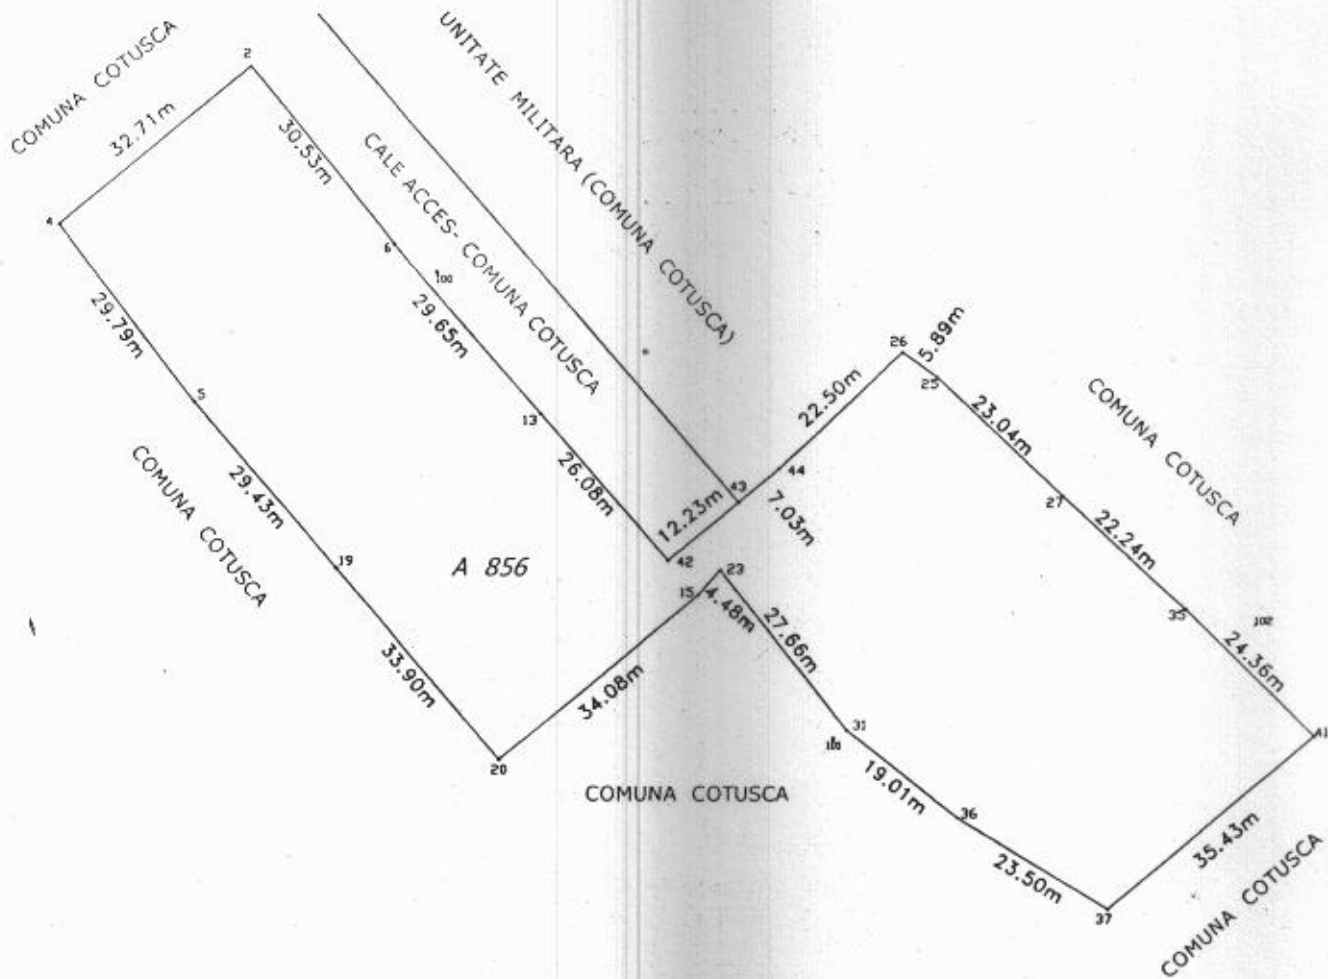 COMUNA COTUSCA
2
32.71m
30.53m
UNITATE MILITARA (COMUNA COTUSCA)
CALE ACCES- COMUNA COTUSCA
4
6
100
29.79m
29.65m
26
5.89m
25
22.50m
COMUNA COTUSCA
5
13
23.04m
COMUNA COTUSCA
29.43m
26.08m
43
44
12.23m
7.03m
27
22.24m
19
A 856
42
23
15
4.48m
27.66m
35
102
24.36m
33.90m
34.08m
31
101
41
20
COMUNA COTUSCA
19.01m
36
35.43m
23.50m
37
COMUNA COTUSCA